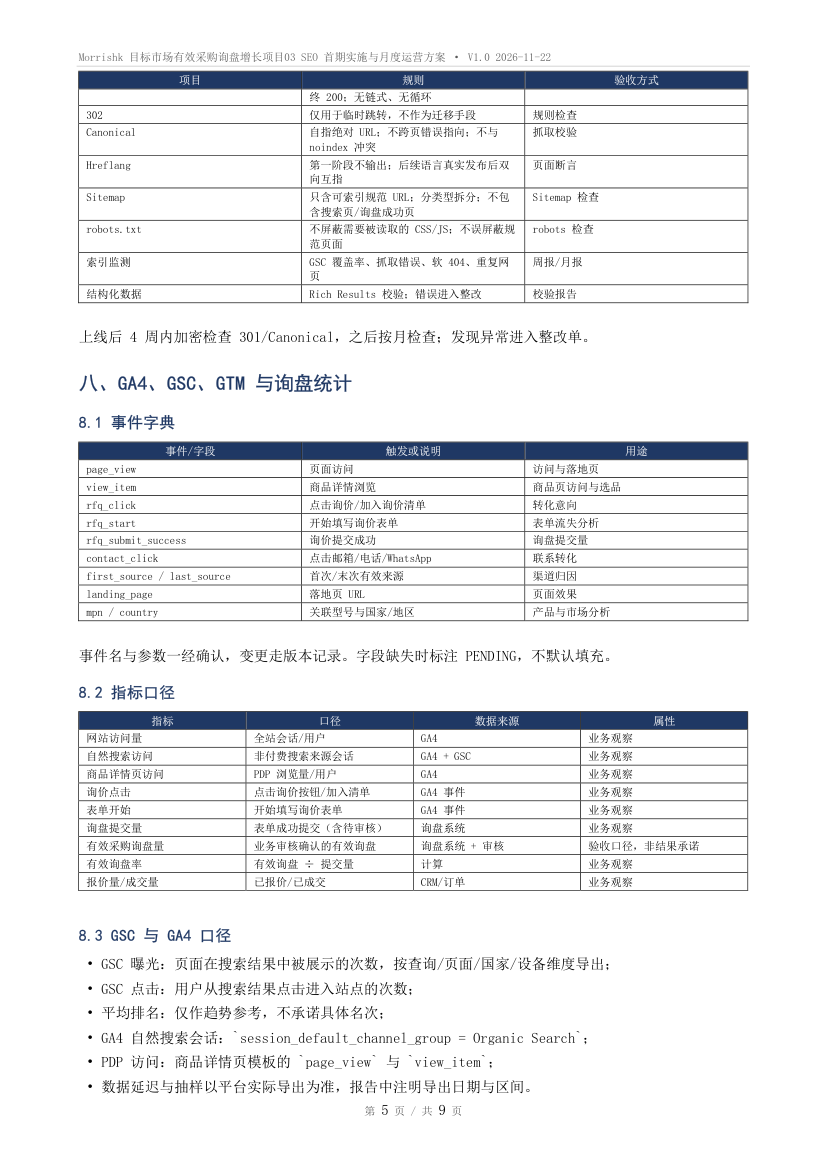 Morrishk 目标市场有效采购询盘增长项目03 SEO 首期实施与月度运营方案 • V1.0 2026-11-22
项目 规则 验收方式
终 200；无链式、无循环
302 仅用于临时跳转，不作为迁移手段 规则检查
Canonical 自指绝对 URL；不跨页错误指向；不与 抓取校验
noindex 冲突
Hreflang 第一阶段不输出；后续语言真实发布后双 页面断言
向互指
Sitemap 只含可索引规范 URL；分类型拆分；不包 Sitemap 检查
含搜索页/询盘成功页
robots.txt 不屏蔽需要被读取的 CSS/JS；不误屏蔽规 robots 检查
范页面
索引监测 GSC 覆盖率、抓取错误、软 404、重复网 周报/月报
页
结构化数据 Rich Results 校验；错误进入整改 校验报告
上线后 4 周内加密检查 301/Canonical，之后按月检查；发现异常进入整改单。
八、GA4、GSC、GTM 与询盘统计
8.1 事件字典
事件/字段 触发或说明 用途
page_view 页面访问 访问与落地页
view_item 商品详情浏览 商品页访问与选品
rfq_click 点击询价/加入询价清单 转化意向
rfq_start 开始填写询价表单 表单流失分析
rfq_submit_success 询价提交成功 询盘提交量
contact_click 点击邮箱/电话/WhatsApp 联系转化
first_source / last_source 首次/末次有效来源 渠道归因
landing_page 落地页 URL 页面效果
mpn / country 关联型号与国家/地区 产品与市场分析
事件名与参数一经确认，变更走版本记录。字段缺失时标注 PENDING，不默认填充。
8.2 指标口径
指标 口径 数据来源 属性
网站访问量 全站会话/用户 GA4 业务观察
自然搜索访问 非付费搜索来源会话 GA4 + GSC 业务观察
商品详情页访问 PDP 浏览量/用户 GA4 业务观察
询价点击 点击询价按钮/加入清单 GA4 事件 业务观察
表单开始 开始填写询价表单 GA4 事件 业务观察
询盘提交量 表单成功提交（含待审核） 询盘系统 业务观察
有效采购询盘量 业务审核确认的有效询盘 询盘系统 + 审核 验收口径，非结果承诺
有效询盘率 有效询盘 ÷ 提交量 计算 业务观察
报价量/成交量 已报价/已成交 CRM/订单 业务观察
8.3 GSC 与 GA4 口径
• GSC 曝光：页面在搜索结果中被展示的次数，按查询/页面/国家/设备维度导出；
• GSC 点击：用户从搜索结果点击进入站点的次数；
• 平均排名：仅作趋势参考，不承诺具体名次；
• GA4 自然搜索会话：`session_default_channel_group = Organic Search`；
• PDP 访问：商品详情页模板的 `page_view` 与 `view_item`；
• 数据延迟与抽样以平台实际导出为准，报告中注明导出日期与区间。
第 5 页 / 共 9 页